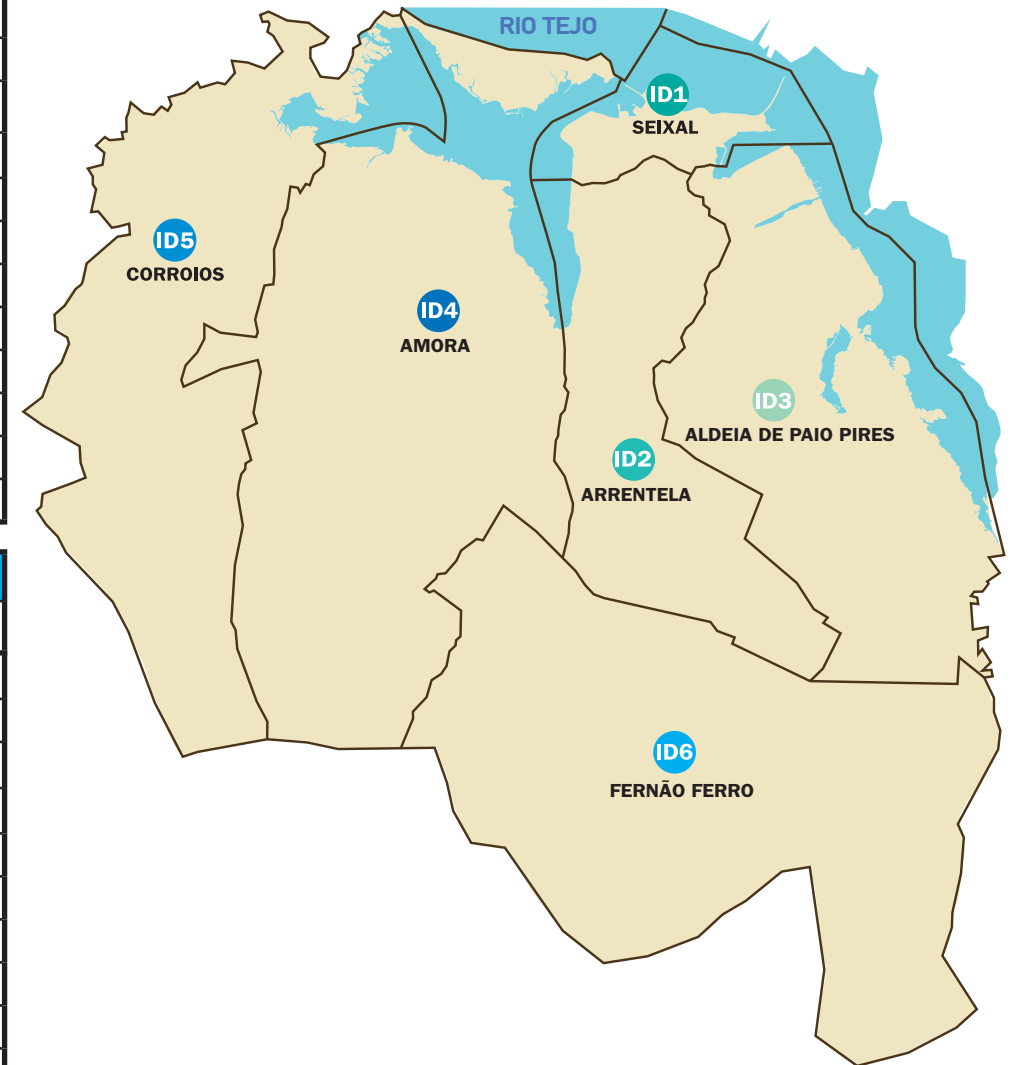 RIO TEJO
ID1
SEIXAL
ID5
CORROIOS
ID4
AMORA
ID3
ALDEIA DE PAIO PIRES
ID2
ARRENTELA
ID6
FERNÃO FERRO